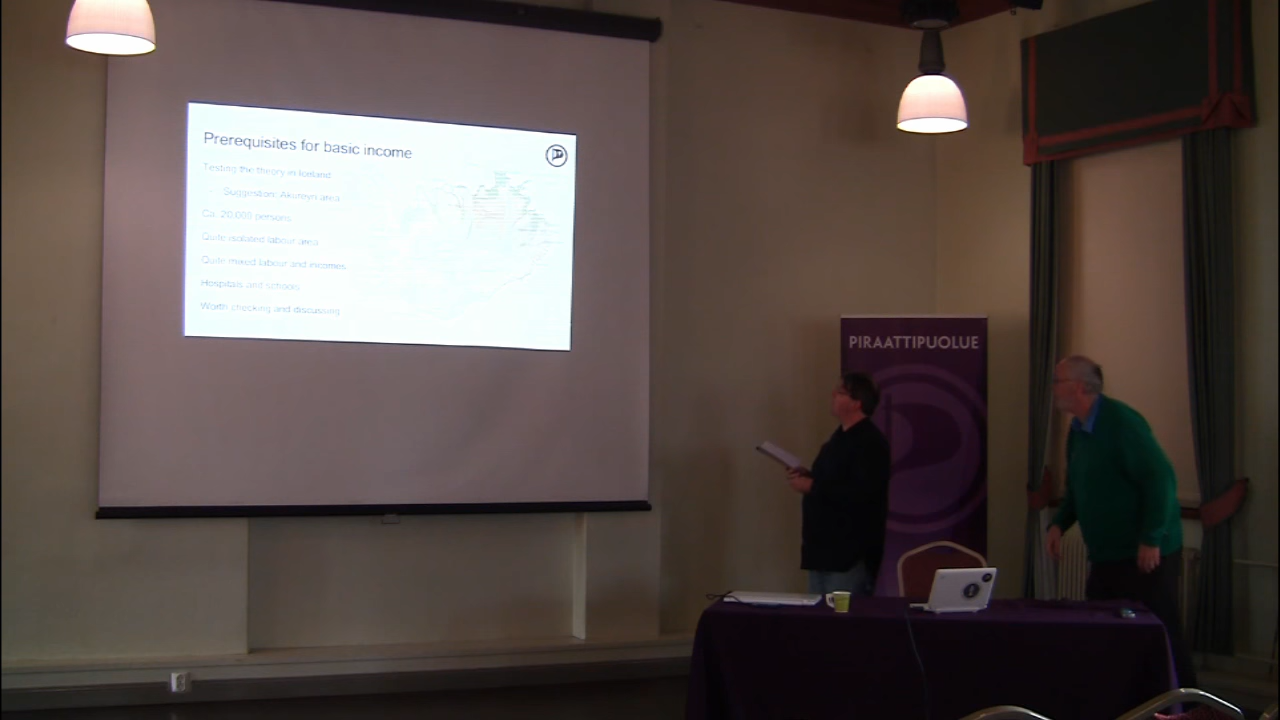 Prerequisites for basic income
Testing the theory in Iceland
- Suggestion: Akureyri area
Ca. 20.000 persons
Quite isolated labour area
Quite mixed labour and incomes
Hospitals and schools
Worth checking and discussing
PIRAATTIPUOLUE